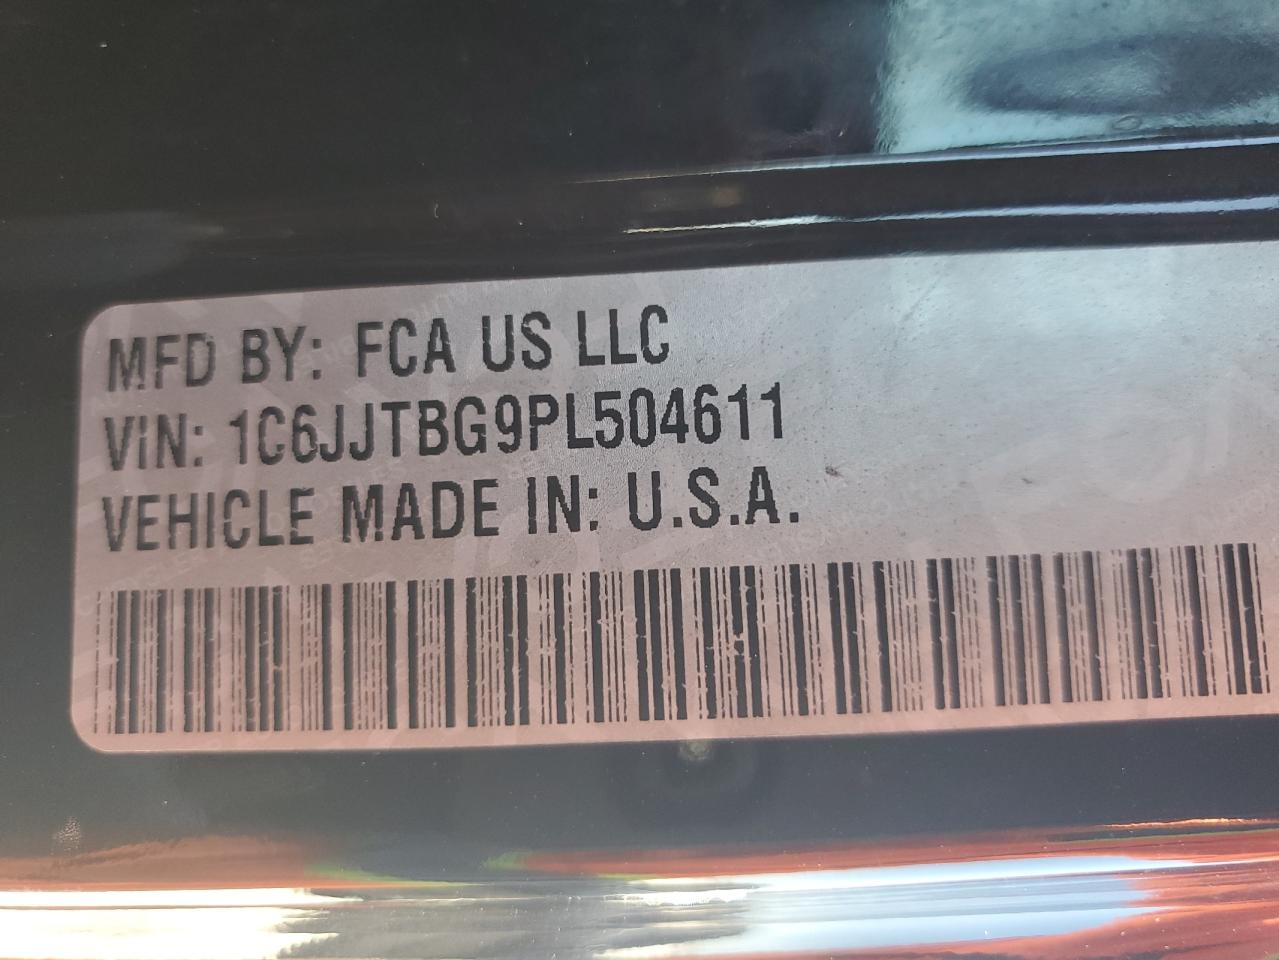 MFD BY: FCA US LLC
VIN: 1C6JJTBG9PL504611
VEHICLE MADE IN: U.S.A.